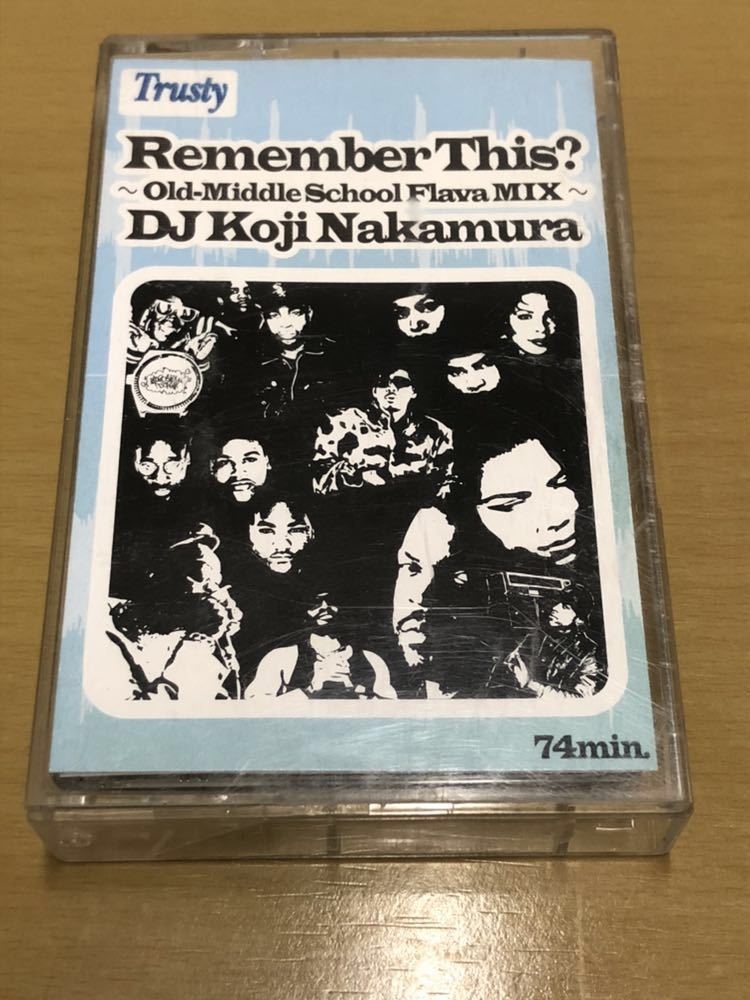 Trusty
Remember This?
~ Old-Middle School Flava MIX ~
DJ Koji Nakamura
74min.